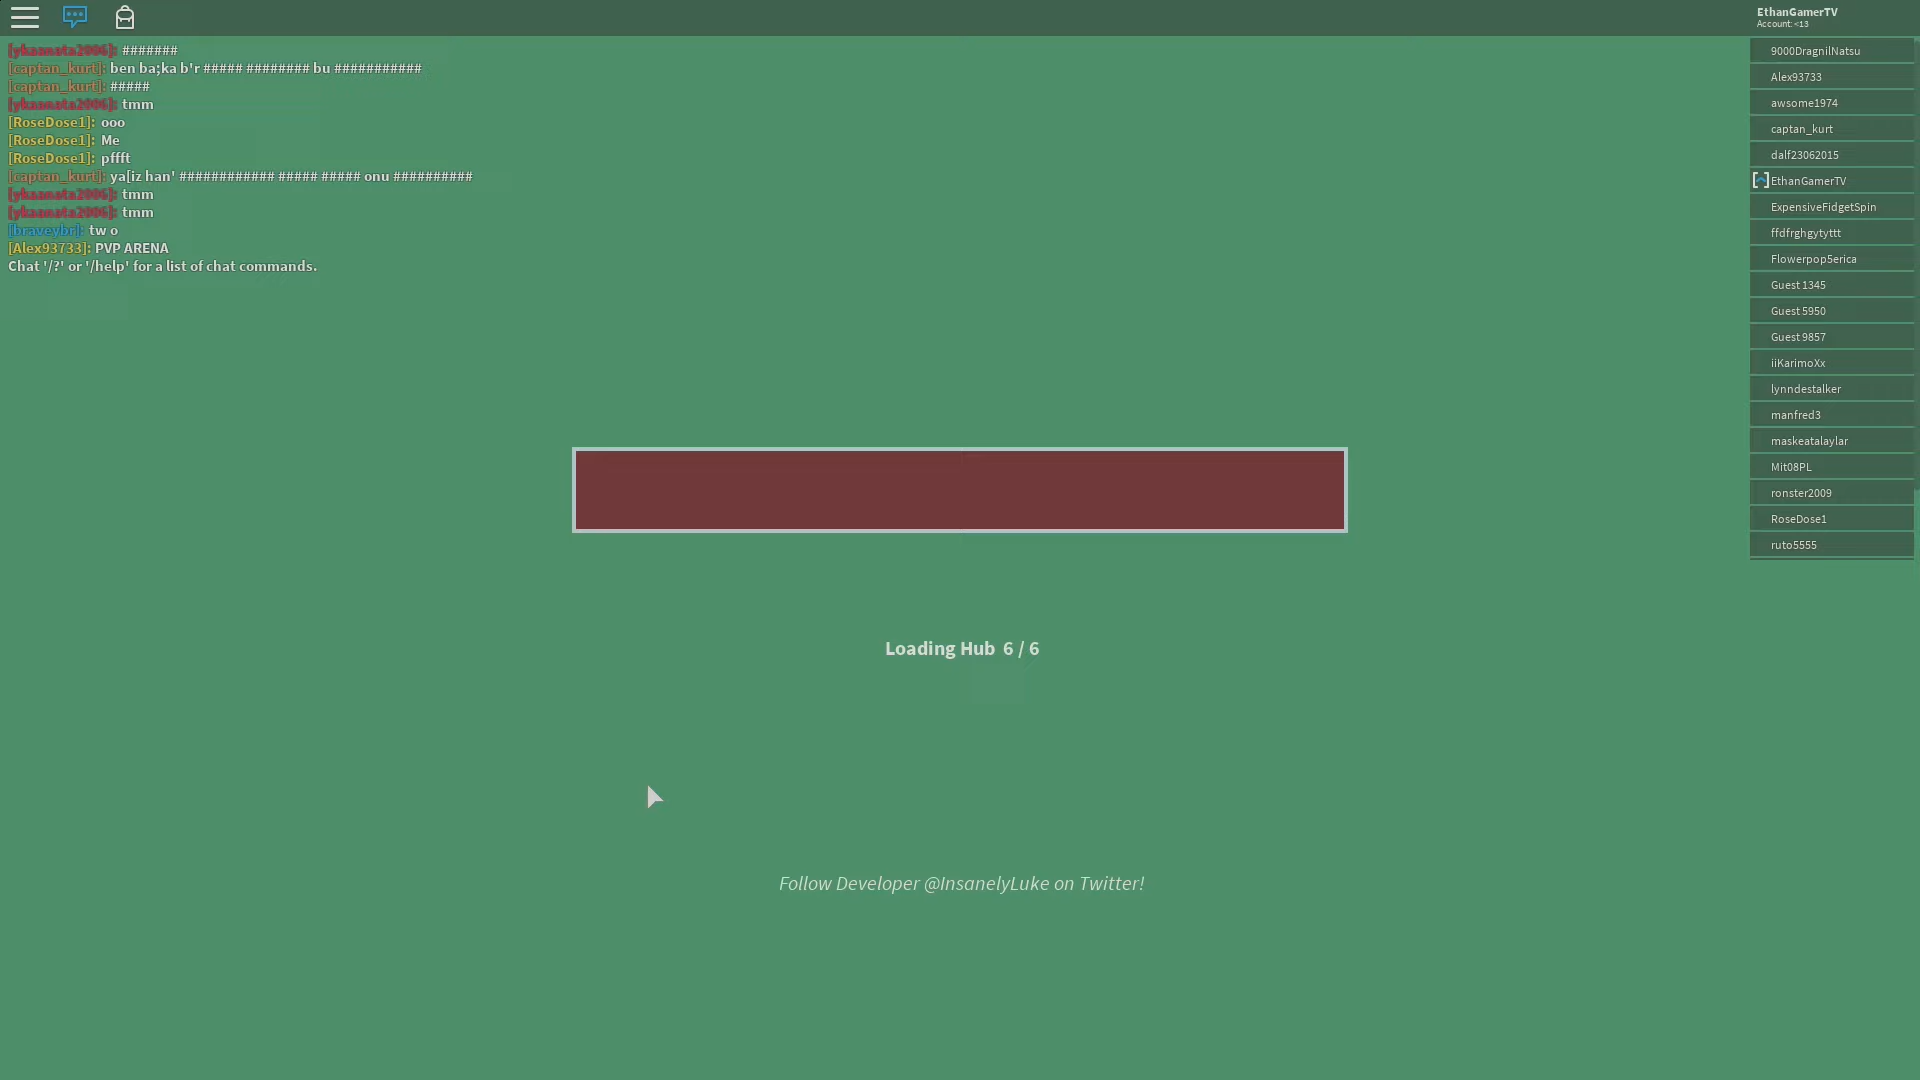 EthanGamerTV
Account: <13
[ykaanata2006]: #######
[captan_kurt]: ben ba;ka b'r ##### ######## bu ###########
[captan_kurt]: #####
[ykaanata2006]: tmm
[RoseDose1]: ooo
[RoseDose1]: Me
[RoseDose1]: pffft
[captan_kurt]: ya[iz han' ############ ##### ##### onu ##########
[ykaanata2006]: tmm
[ykaanata2006]: tmm
[braveybr]: tw o
[Alex93733]: PVP ARENA
Chat '/?' or '/help' for a list of chat commands.
9000DragnilNatsu
Alex93733
awsome1974
captan_kurt
dalf23062015
EthanGamerTV
ExpensiveFidgetSpin
ffdfrghgytyttt
Flowerpop5erica
Guest 1345
Guest 5950
Guest 9857
iiKarimoXx
lynndestalker
manfred3
maskeatalaylar
Mit08PL
ronster2009
RoseDose1
ruto5555
Loading Hub 6 / 6
Follow Developer @InsanelyLuke on Twitter!